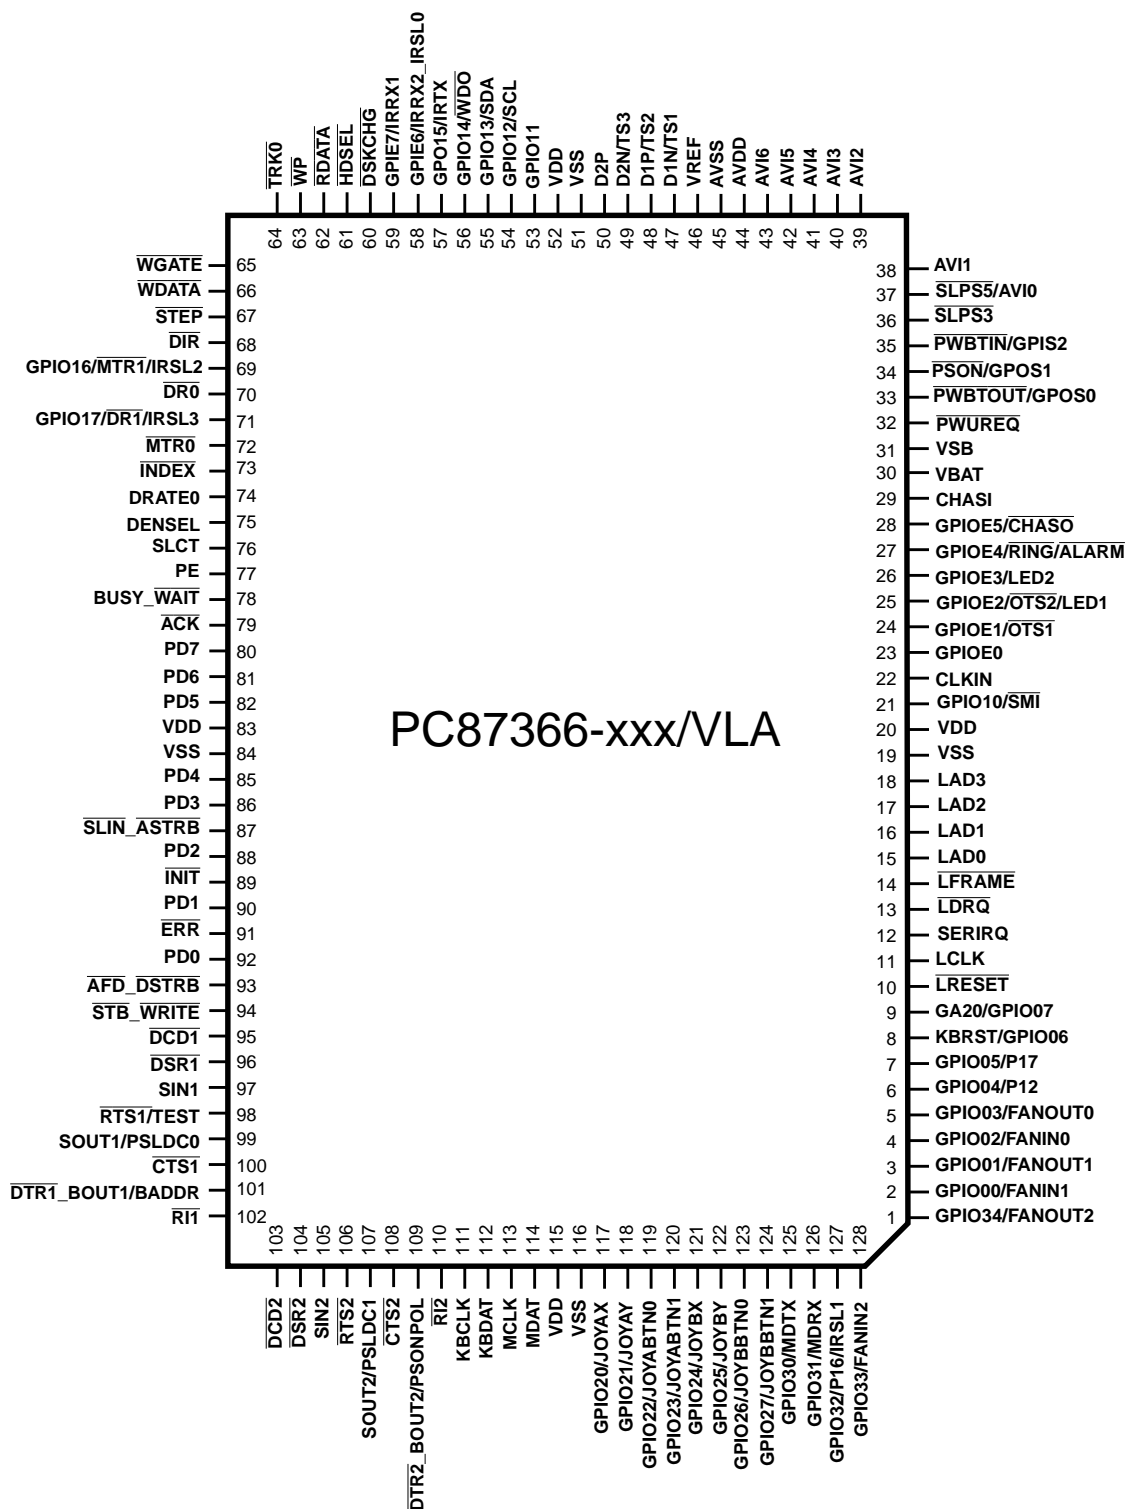 TRK0
WP
RDATA
HDSEL
DSKCHG
GPIE7/IRRX1
GPIE6/IRRX2_IRSL0
GPO15/IRTX
GPIO14/WDO
GPIO13/SDA
GPIO12/SCL
GPIO11
VDD
VSS
D2P
D2N/TS3
D1P/TS2
D1N/TS1
VREF
AVSS
AVDD
AVI6
AVI5
AVI4
AVI3
AVI2
64
63
62
61
60
59
58
57
56
55
54
53
52
51
50
49
48
47
46
45
44
43
42
41
40
39
WGATE 65
WDATA 66
STEP 67
DIR 68
GPIO16/MTR1/IRSL2 69
DR0 70
GPIO17/DR1/IRSL3 71
MTR0 72
INDEX 73
DRATE0 74
DENSEL 75
SLCT 76
PE 77
BUSY_WAIT 78
ACK 79
PD7 80
PD6 81
PD5 82
VDD 83
VSS 84
PD4 85
PD3 86
SLIN_ASTRB 87
PD2 88
INIT 89
PD1 90
ERR 91
PD0 92
AFD_DSTRB 93
STB_WRITE 94
DCD1 95
DSR1 96
SIN1 97
RTS1/TEST 98
SOUT1/PSLDC0 99
CTS1 100
DTR1_BOUT1/BADDR 101
RI1 102
PC87366-xxx/VLA
38 AVI1
37 SLPS5/AVI0
36 SLPS3
35 PWBTIN/GPIS2
34 PSON/GPOS1
33 PWBTOUT/GPOS0
32 PWUREQ
31 VSB
30 VBAT
29 CHASI
28 GPIOE5/CHASO
27 GPIOE4/RING/ALARM
26 GPIOE3/LED2
25 GPIOE2/OTS2/LED1
24 GPIOE1/OTS1
23 GPIOE0
22 CLKIN
21 GPIO10/SMI
20 VDD
19 VSS
18 LAD3
17 LAD2
16 LAD1
15 LAD0
14 LFRAME
13 LDRQ
12 SERIRQ
11 LCLK
10 LRESET
9 GA20/GPIO07
8 KBRST/GPIO06
7 GPIO05/P17
6 GPIO04/P12
5 GPIO03/FANOUT0
4 GPIO02/FANIN0
3 GPIO01/FANOUT1
2 GPIO00/FANIN1
1 GPIO34/FANOUT2
103
104
105
106
107
108
109
110
111
112
113
114
115
116
117
118
119
120
121
122
123
124
125
126
127
128
DCD2
DSR2
SIN2
RTS2
SOUT2/PSLDC1
CTS2
DTR2_BOUT2/PSONPOL
RI2
KBCLK
KBDAT
MCLK
MDAT
VDD
VSS
GPIO20/JOYAX
GPIO21/JOYAY
GPIO22/JOYABTN0
GPIO23/JOYABTN1
GPIO24/JOYBX
GPIO25/JOYBY
GPIO26/JOYBBTN0
GPIO27/JOYBBTN1
GPIO30/MDTX
GPIO31/MDRX
GPIO32/P16/IRSL1
GPIO33/FANIN2